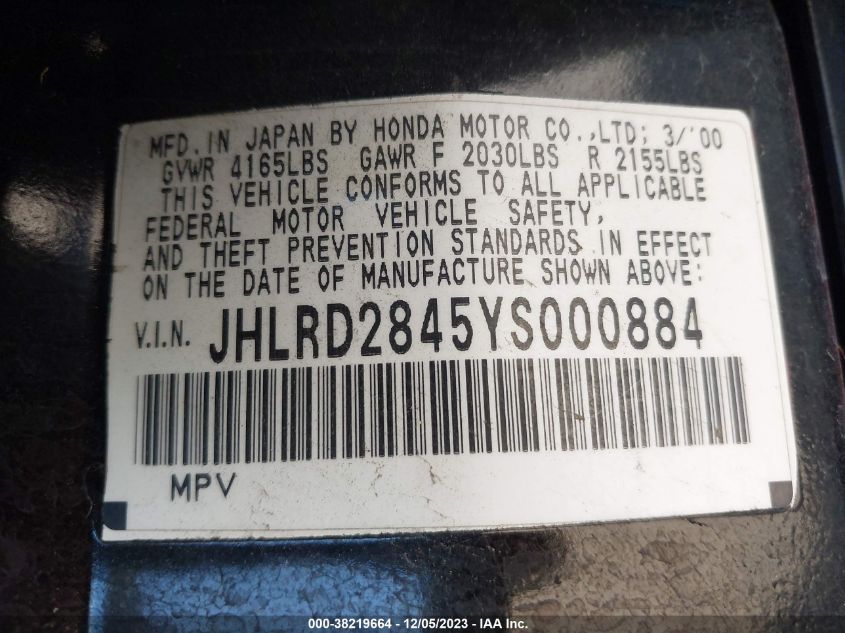 MFD. IN JAPAN BY HONDA MOTOR CO.,LTD; 3/'00
GVWR 4165LBS GAWR F 2030LBS R 2155LBS
THIS VEHICLE CONFORMS TO ALL APPLICABLE
FEDERAL MOTOR VEHICLE SAFETY,
AND THEFT PREVENTION STANDARDS IN EFFECT
ON THE DATE OF MANUFACTURE SHOWN ABOVE:
V.I.N. JHLRD2845YS000884
MPV
000-38219664 - 12/05/2023 - IAAI Inc.